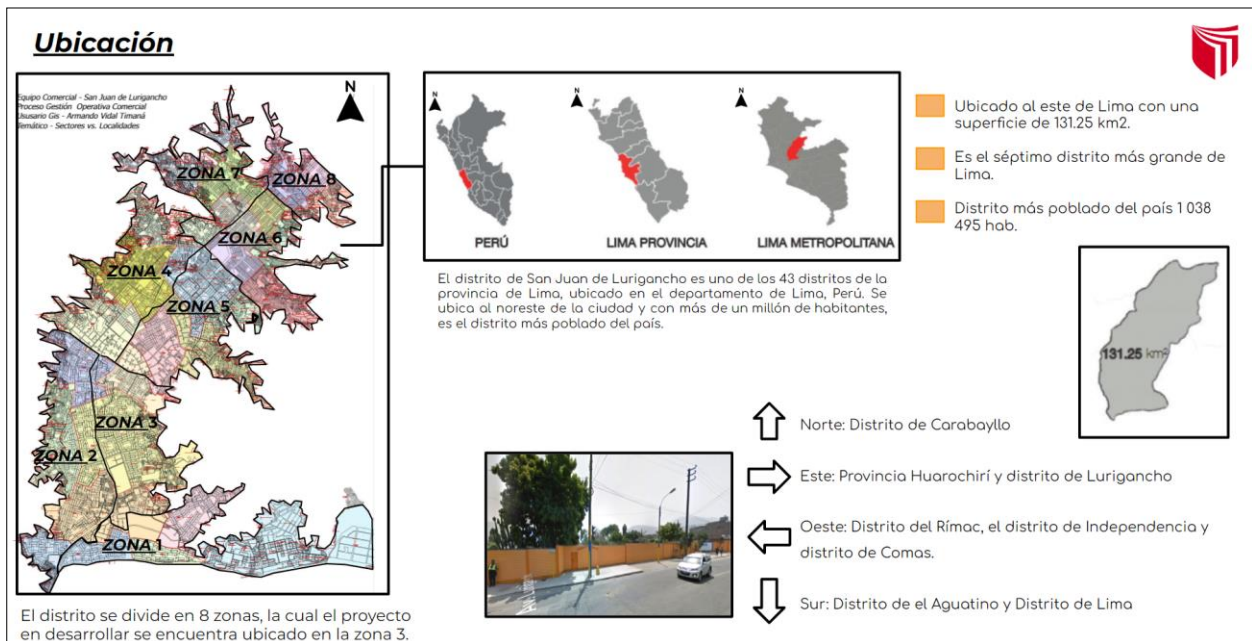 Ubicación
Equipo Comercial - San Juan de Lurigancho
Proceso Gestión Operativa Comercial
Ususario Gis - Armando Vidal Timaná
Temático - Sectores vs. Localidades
N
ZONA 7
ZONA 8
ZONA 6
ZONA 4
ZONA 5
ZONA 3
ZONA 2
ZONA 1
El distrito se divide en 8 zonas, la cual el proyecto
en desarrollar se encuentra ubicado en la zona 3.
N
N
N
PERÚ
LIMA PROVINCIA
LIMA METROPOLITANA
El distrito de San Juan de Lurigancho es uno de los 43 distritos de la
provincia de Lima, ubicado en el departamento de Lima, Perú. Se
ubica al noreste de la ciudad y con más de un millón de habitantes,
es el distrito más poblado del país.
Ubicado al este de Lima con una
superficie de 131.25 km2.
Es el séptimo distrito más grande de
Lima.
Distrito más poblado del país 1 038
495 hab.
131.25 km²
Norte: Distrito de Carabayllo
Este: Provincia Huarochirí y distrito de Lurigancho
Oeste: Distrito del Rímac, el distrito de Independencia y
distrito de Comas.
Sur: Distrito de el Aguatino y Distrito de Lima